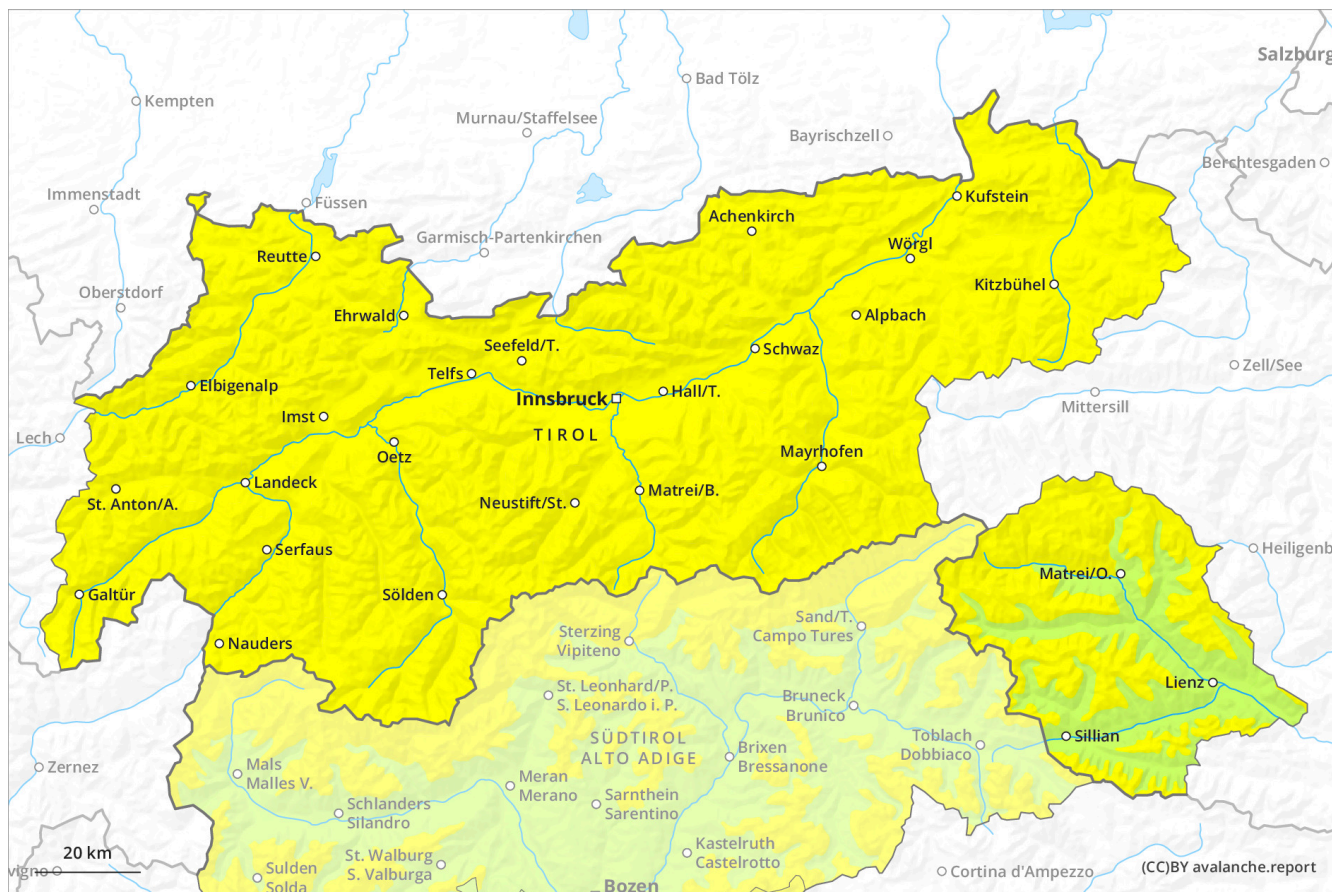 Salzburg
Bad Tölz
Kempten
Murnau/Staffelsee
Bayrischzell
Berchtesgaden
Immenstadt
Füssen
Kufstein
Achenkirch
Garmisch-Partenkirchen
Wörgl
Reutte
Kitzbühel
Oberstdorf
Ehrwald
Alpbach
Seefeld/T.
Schwaz
Zell/See
Telfs
Elbigenalp
Hall/T.
Innsbruck
Mittersill
Imst
TIROL
Lech
Mayrhofen
Oetz
Landeck
Matrei/B.
St. Anton/A.
Neustift/St.
Serfaus
Heiligenb
Matrei/O.
Galtür
Sölden
Sand/T.
Campo Tures
Sterzing
Vipiteno
Nauders
Lienz
St. Leonhard/P.
S. Leonardo i. P.
Bruneck
Brunico
SÜDTIROL
ALTO ADIGE
Toblach
Dobbiaco
Sillian
Brixen
Bressanone
Zernez
Mals
Malles V.
Meran
Merano
Sarnthein
Sarentino
Schlanders
Silandro
Kastelruth
Castelrotto
20 km
St. Walburg
S. Valburga
vigno
Sulden
Solda
Cortina d'Ampezzo
(CC)BY avalanche.report
Bozen